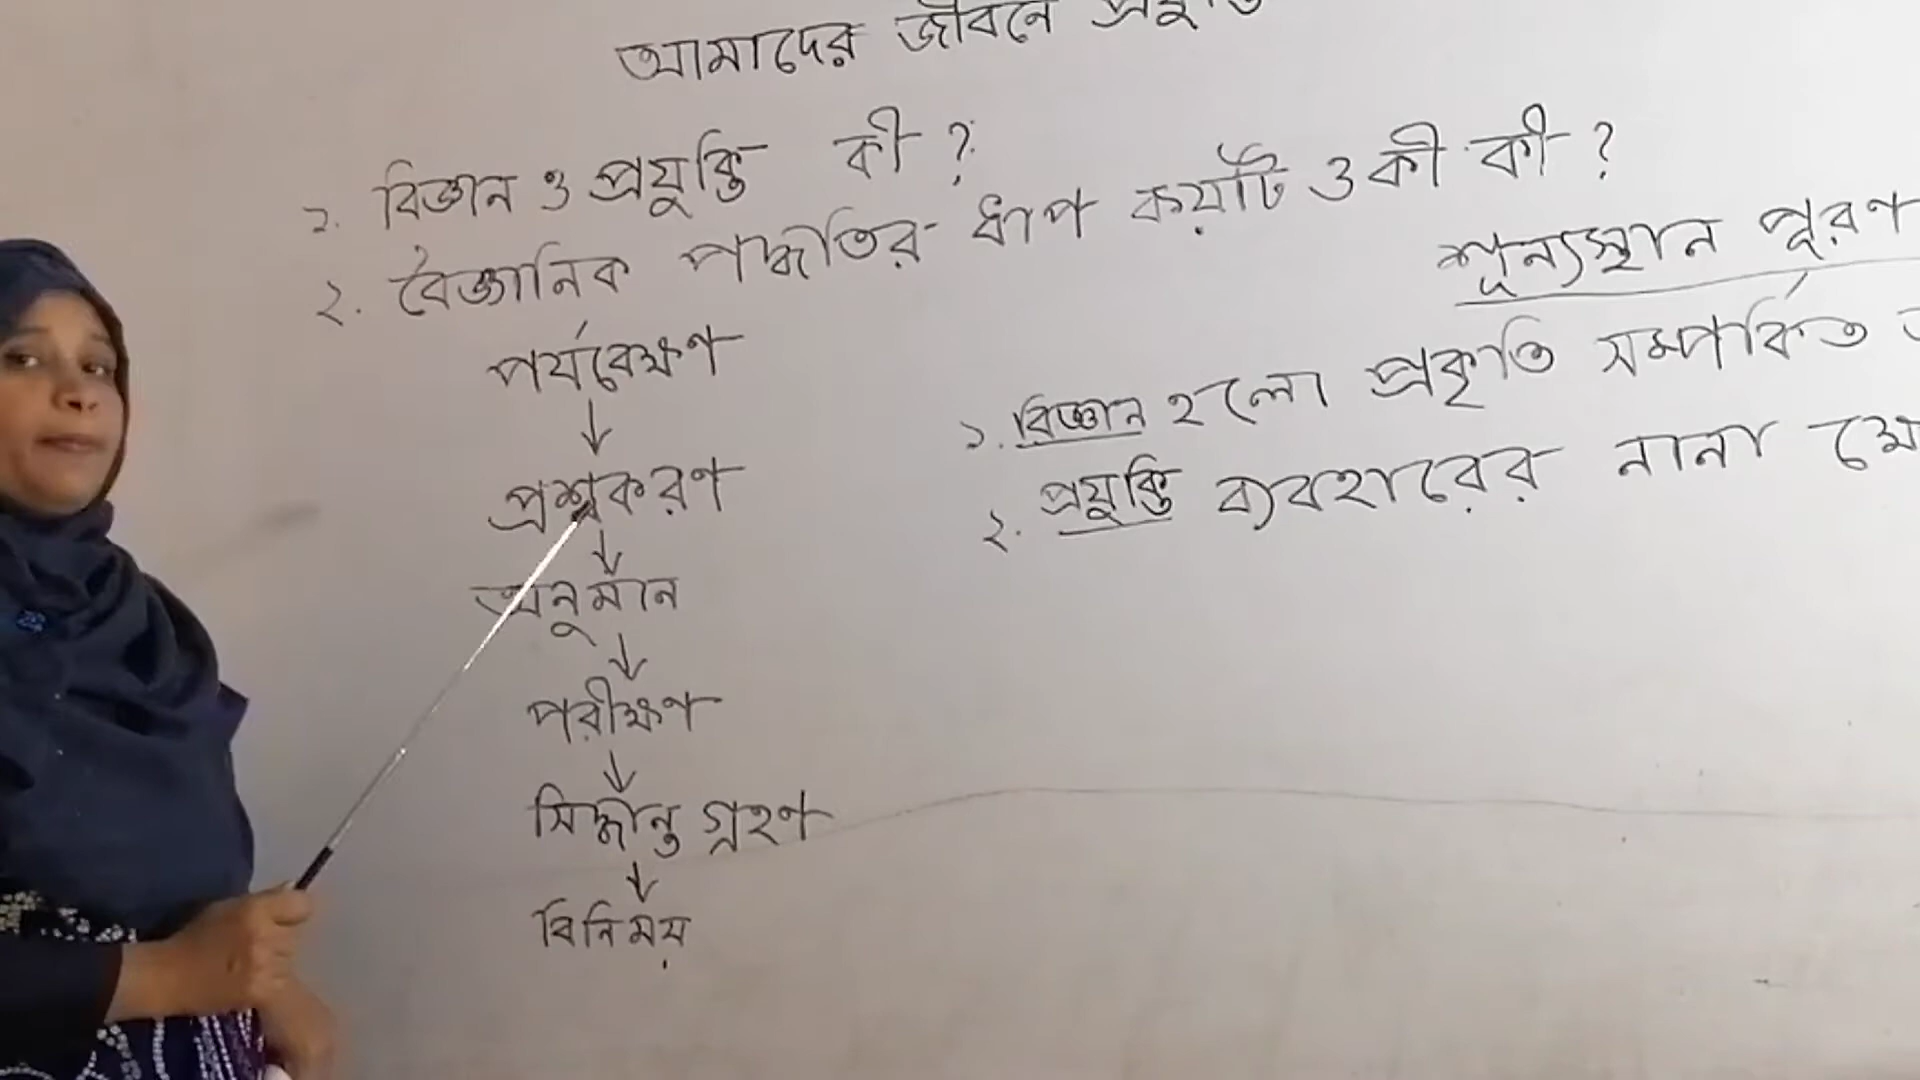 আমাদের জীবনে
১. বিজ্ঞান ও প্রযুক্তি কী ?
২. বৈজ্ঞানিক পদ্ধতির ধাপ কয়টি ও কী কী ?
পর্যবেক্ষণ
↓
প্রশ্নকরণ
↓
অনুমান
↓
পরীক্ষণ
↓
সিদ্ধান্ত গ্রহণ
↓
বিনিময়
শূন্যস্থান পূরণ
১. বিজ্ঞান হলো প্রকৃতি সম্পর্কিত
২. প্রযুক্তি ব্যবহারের নানা